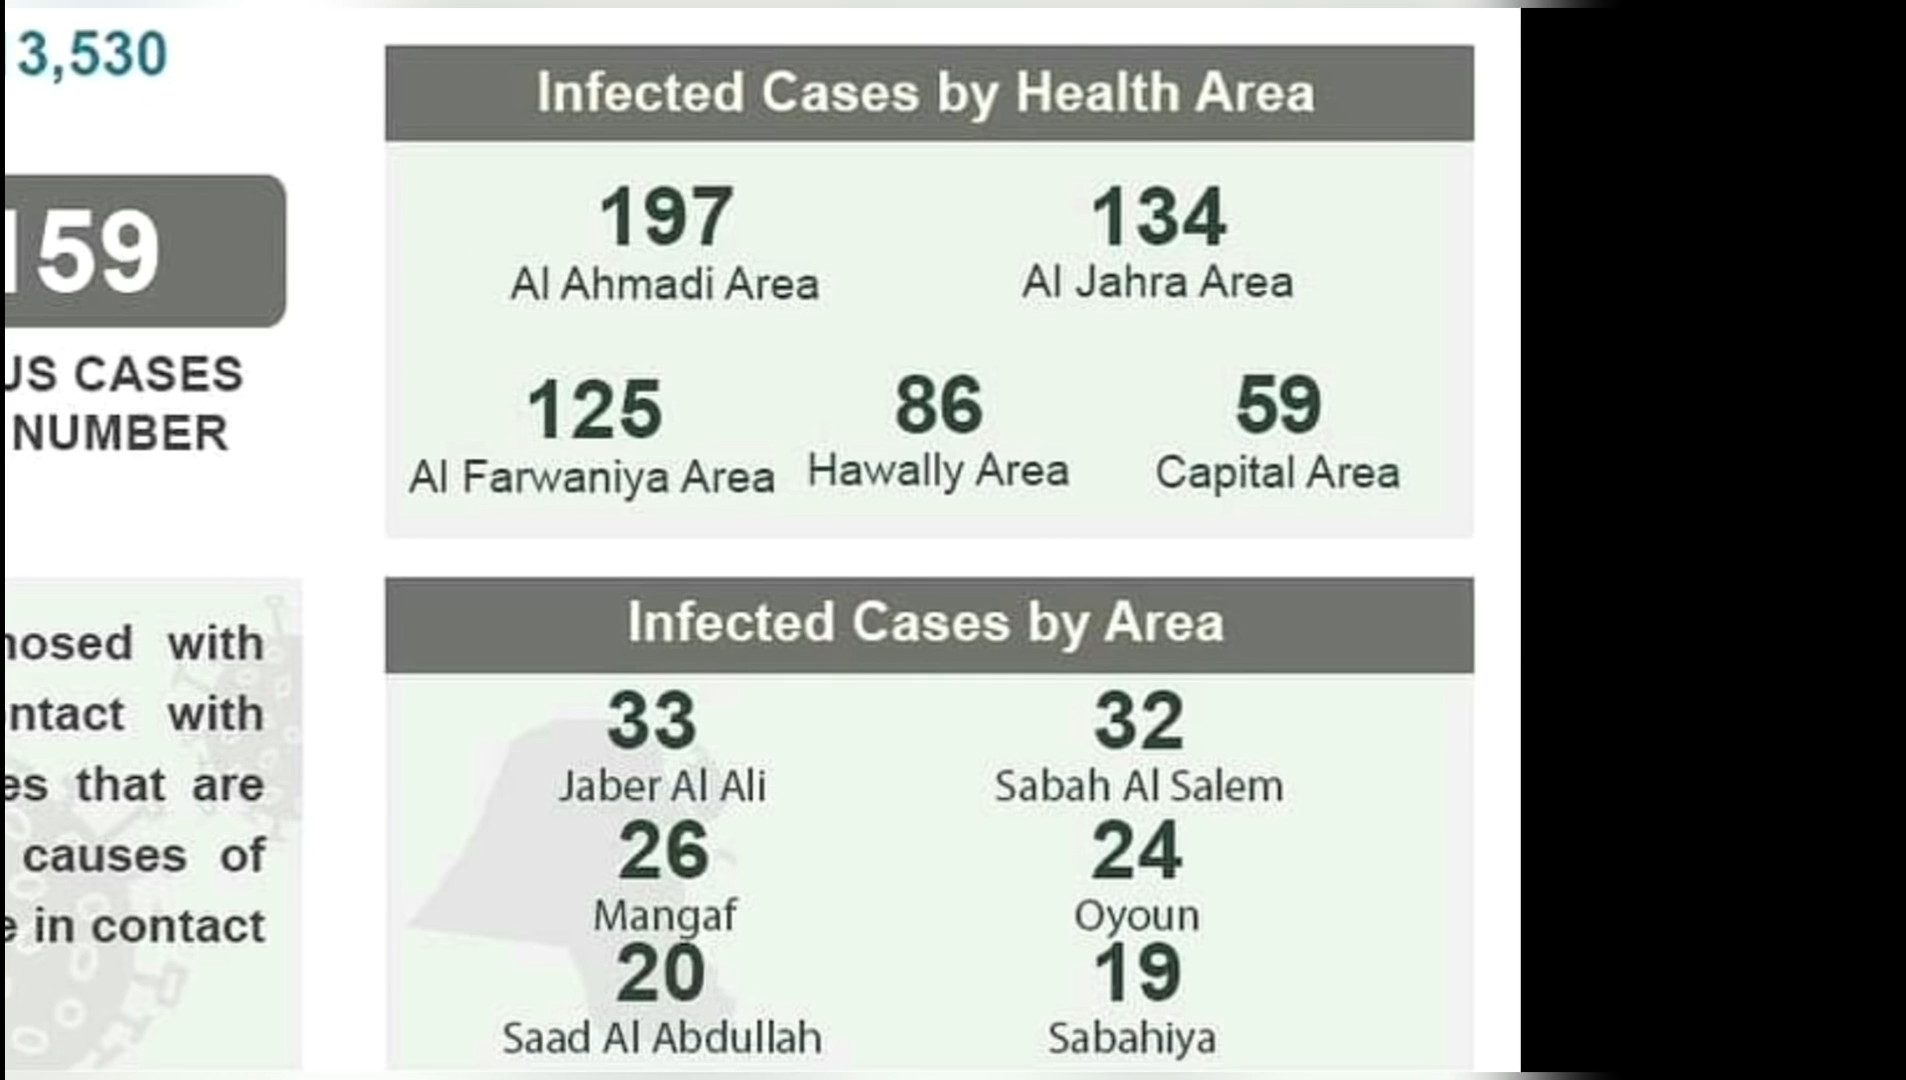 3,530
159
US CASES
NUMBER
with
with
es that are
causes of
in contact
Infected Cases by Health Area
197
Al Ahmadi Area
134
Al Jahra Area
125
Al Farwaniya Area
86
Hawally Area
59
Capital Area
Infected Cases by Area
33
Jaber Al Ali
32
Sabah Al Salem
26
Mangaf
24
Oyoun
20
Saad Al Abdullah
19
Sabahiya